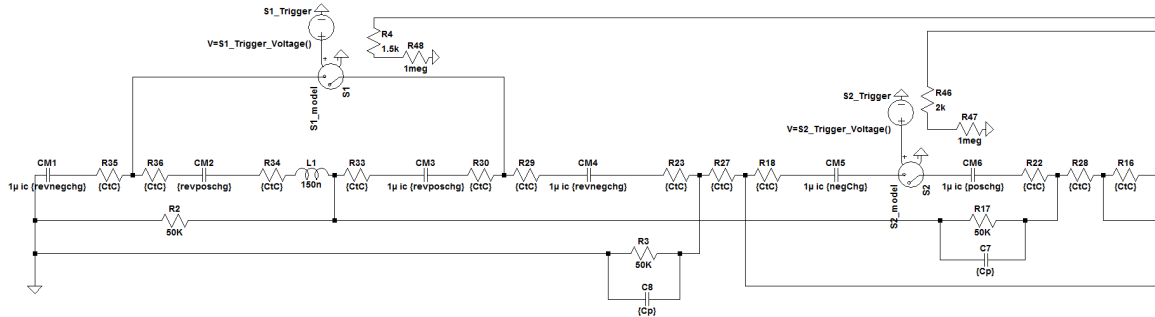 S1_Trigger
R4
V=S1_Trigger_Voltage()
R48
1.5k
1meg
S2_Trigger
R46
2k
S1_model
S1
R47
V=S2_Trigger_Voltage()
1meg
CM1
R35
R36
CM2
R34
L1
R33
CM3
R30
R29
CM4
R23
R27
R18
CM5
CM6
R22
R28
R16
1µ ic {revnegchg}
{CtC}
{CtC}
{revposchg}
{CtC}
150n
{CtC}
1µ ic {revposchg}
{CtC}
{CtC}
1µ ic {revnegchg}
{CtC}
{CtC}
{CtC}
1µ ic {negChg}
S2_model
S2
1µ ic {poschg}
{CtC}
{CtC}
{CtC}
R2
50K
R17
50K
R3
50K
C7
{Cp}
C8
{Cp}